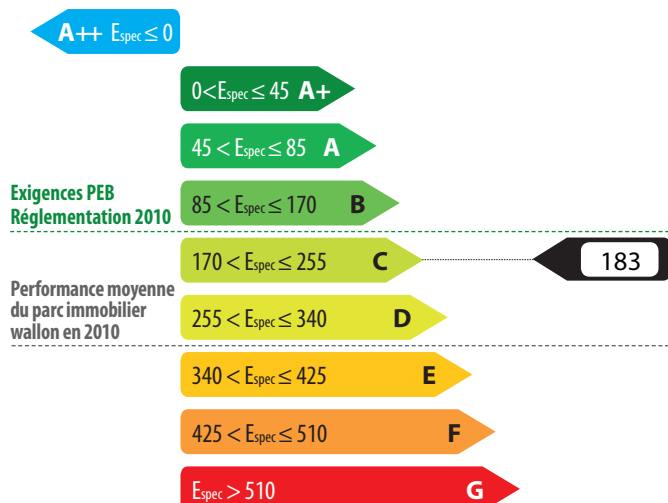 A++ Espec ≤ 0
0<Espec ≤ 45 A+
45 < Espec ≤ 85 A
Exigences PEB
Réglementation 2010
85 < Espec ≤ 170 B
170 < Espec ≤ 255 C
183
Performance moyenne
du parc immobilier
wallon en 2010
255 < Espec ≤ 340 D
340 < Espec ≤ 425 E
425 < Espec ≤ 510 F
Espec > 510 G